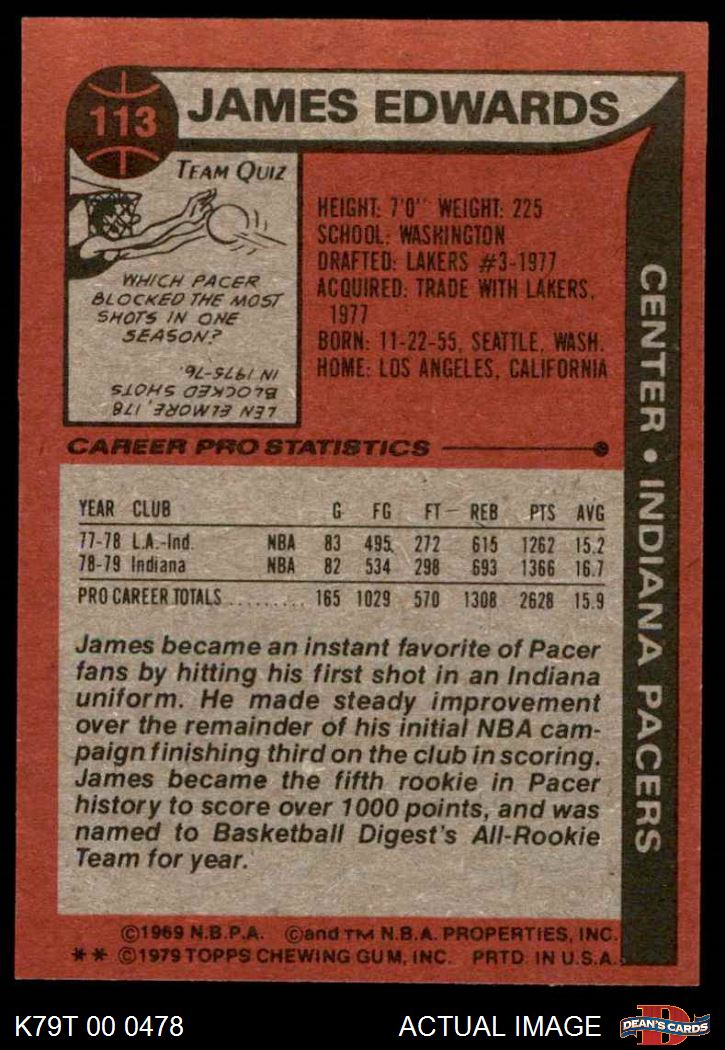 113
JAMES EDWARDS
TEAM QUIZ
WHICH PACER
BLOCKED THE MOST
SHOTS IN ONE
SEASON?
LEN ELMORE, 178
BLOCKED SHOTS
IN 1975-76.
HEIGHT: 7'0" WEIGHT: 225
SCHOOL: WASHINGTON
DRAFTED: LAKERS #3-1977
ACQUIRED: TRADE WITH LAKERS,
1977
BORN: 11-22-55, SEATTLE, WASH.
HOME: LOS ANGELES, CALIFORNIA
CENTER • INDIANA PACERS
CAREER PRO STATISTICS
YEAR CLUB G FG FT REB PTS AVG
77-78 L.A.-Ind. NBA 83 495 272 615 1262 15.2
78-79 Indiana NBA 82 534 298 693 1366 16.7
PRO CAREER TOTALS ......... 165 1029 570 1308 2628 15.9
James became an instant favorite of Pacer
fans by hitting his first shot in an Indiana
uniform. He made steady improvement
over the remainder of his initial NBA cam-
paign finishing third on the club in scoring.
James became the fifth rookie in Pacer
history to score over 1000 points, and was
named to Basketball Digest's All-Rookie
Team for year.
©1969 N.B.P.A. ©and TM N.B.A. PROPERTIES, INC.
** ©1979 TOPPS CHEWING GUM, INC. PRTD. IN U.S.A.
K79T 00 0478
ACTUAL IMAGE
D
DEAN'S CARDS